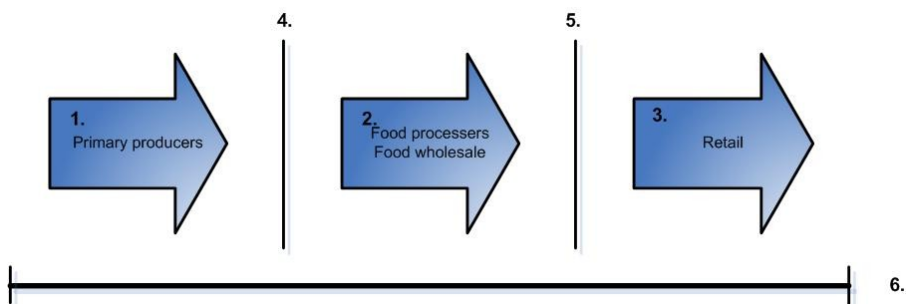 4.
5.
1.
Primary producers
2.
Food processers
Food wholesale
3.
Retail
6.